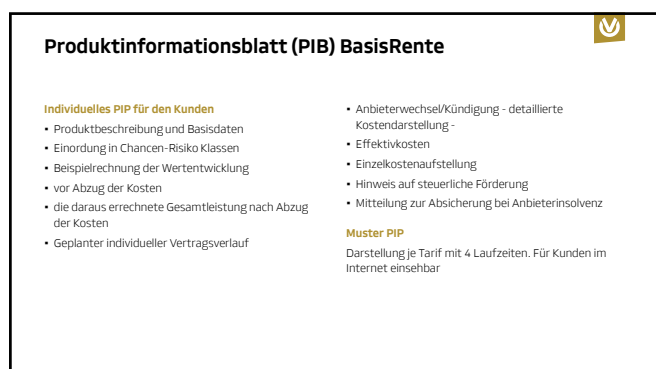 Produktinformationsblatt (PIB) BasisRente
Individuelles PIP für den Kunden
• Produktbeschreibung und Basisdaten
• Einordung in Chancen-Risiko Klassen
• Beispielrechnung der Wertentwicklung
• vor Abzug der Kosten
• die daraus errechnete Gesamtleistung nach Abzug
der Kosten
• Geplanter individueller Vertragsverlauf
• Anbieterwechsel/Kündigung - detaillierte
Kostendarstellung -
• Effektivkosten
• Einzelkostenaufstellung
• Hinweis auf steuerliche Förderung
• Mitteilung zur Absicherung bei Anbieterinsolvenz
Muster PIP
Darstellung je Tarif mit 4 Laufzeiten. Für Kunden im
Internet einsehbar